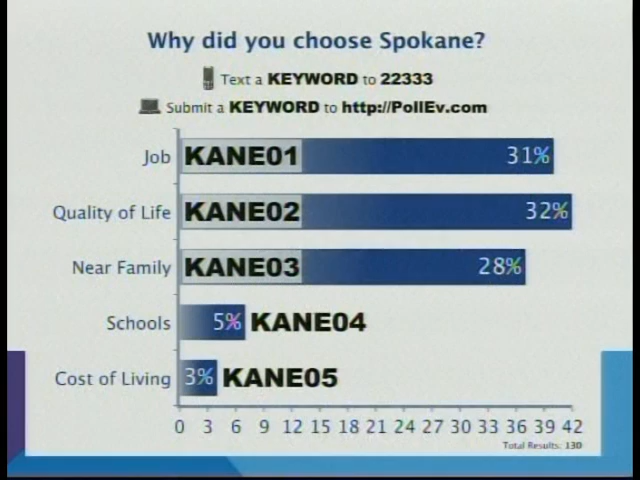 Why did you choose Spokane?
Text a KEYWORD to 22333
Submit a KEYWORD to http://PollEv.com
Job KANE01 31%
Quality of Life KANE02 32%
Near Family KANE03 28%
Schools 5% KANE04
Cost of Living 3% KANE05
0 3 6 9 12 15 18 21 24 27 30 33 36 39 42
Total Results: 130